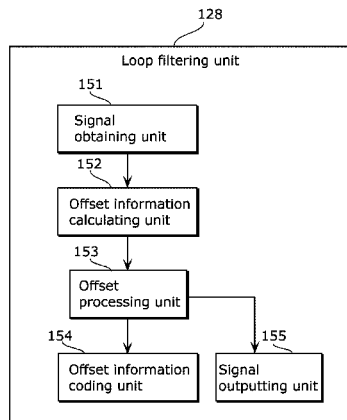 128
Loop filtering unit
151
Signal
obtaining unit
152
Offset information
calculating unit
153
Offset
processing unit
154
Offset information
coding unit
155
Signal
outputting unit